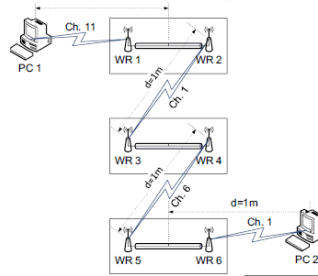 Ch. 11
PC 1
WR 1
WR 2
d=1m
Ch. 1
WR 3
WR 4
d=1m
Ch. 6
d=1m
Ch. 1
WR 5
WR 6
PC 2